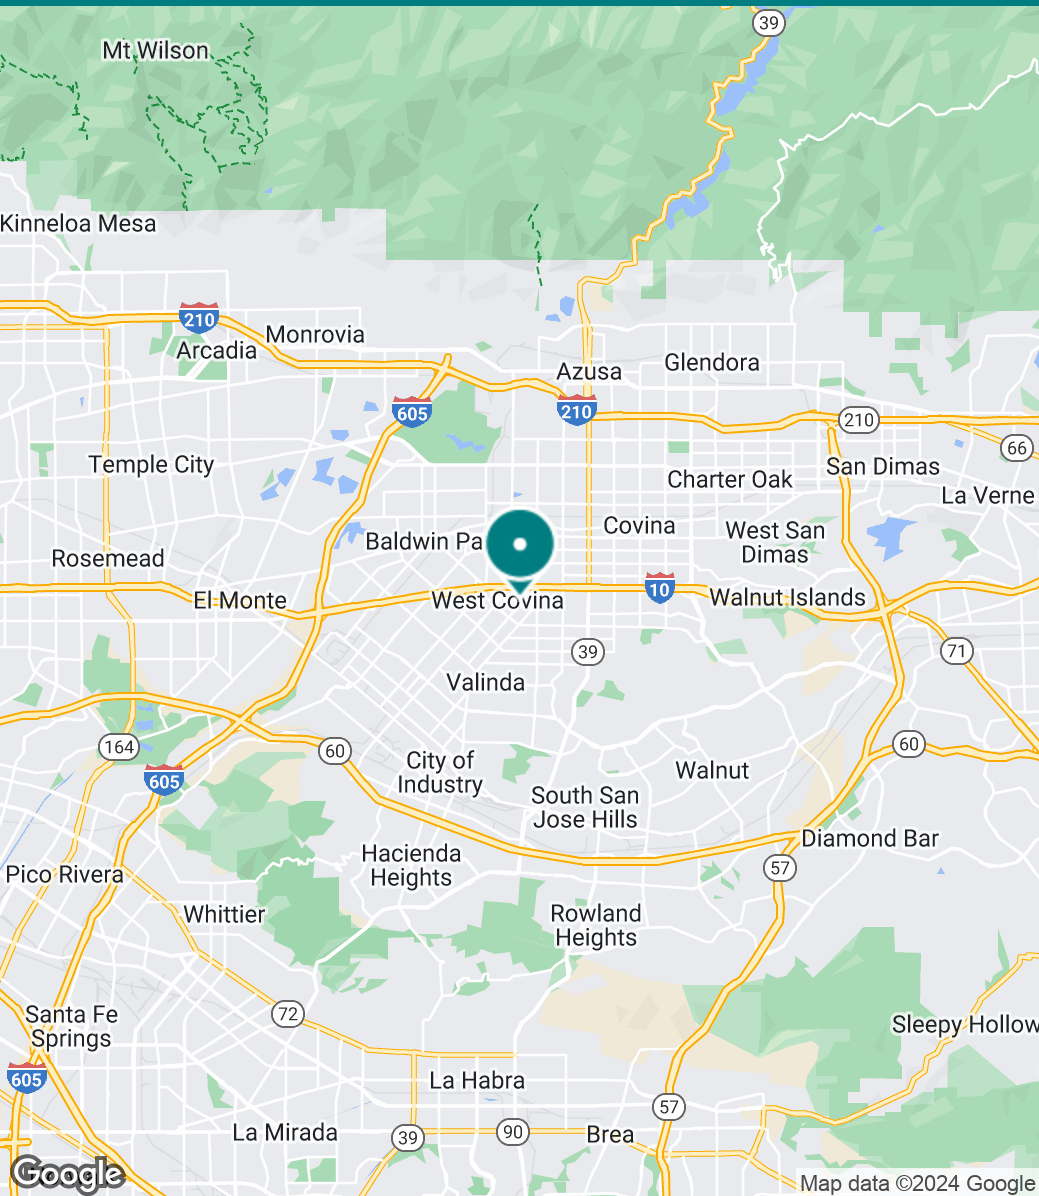 39
Mt Wilson
Kinneloa Mesa
210
Monrovia
Arcadia
Azusa
Glendora
605
210
210
66
Temple City
San Dimas
Charter Oak
La Verne
Covina
West San
Dimas
Baldwin Pa
Rosemead
10
El Monte
West Covina
Walnut Islands
39
71
Valinda
164
60
60
605
City of
Industry
Walnut
South San
Jose Hills
Diamond Bar
Hacienda
Heights
57
Pico Rivera
Whittier
Rowland
Heights
72
Santa Fe
Springs
Sleepy Hollow
605
La Habra
57
La Mirada
39
90
Brea
Google
Map data ©2024 Google